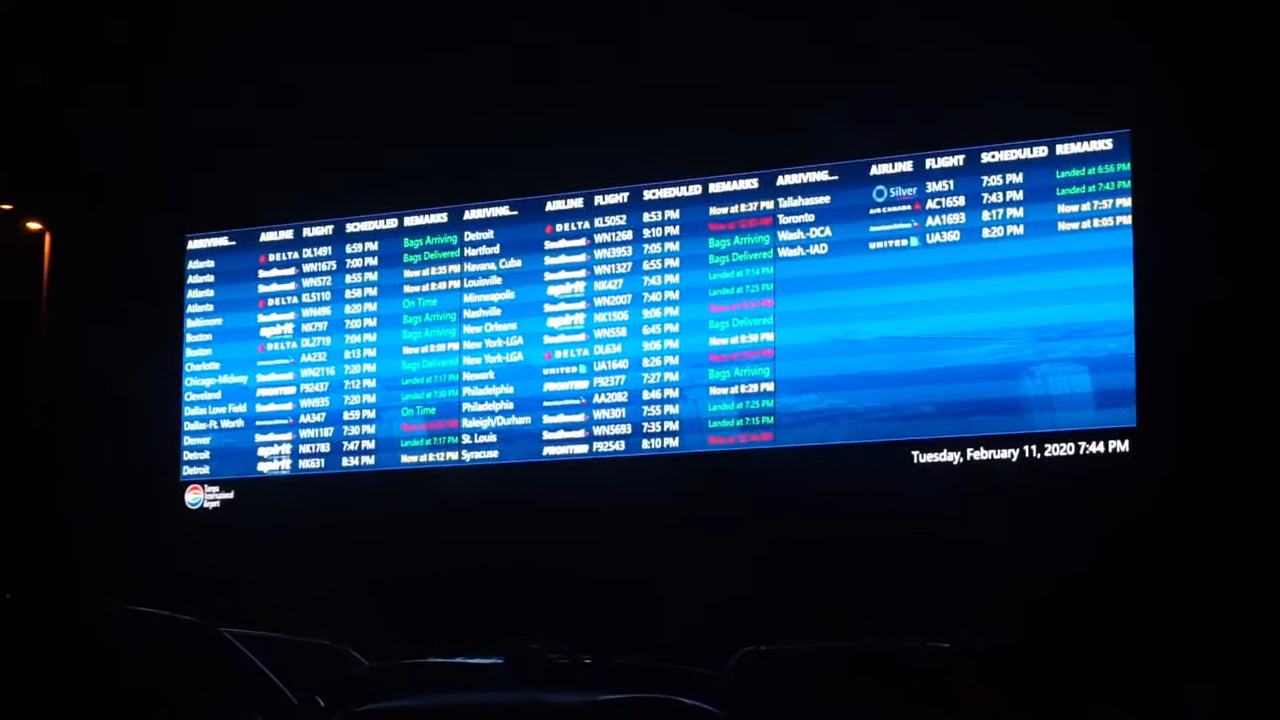 ARRIVING... AIRLINE FLIGHT SCHEDULED REMARKS
Atlanta DELTA DL1491 6:59 PM Bags Arriving
Atlanta Southwest WN1675 7:00 PM Bags Delivered
Atlanta Southwest WN572 8:55 PM Now at 8:35 PM
Atlanta DELTA KL5110 8:58 PM Now at 8:49 PM
Baltimore Southwest WN496 8:20 PM On Time
Boston spirit NK797 7:00 PM Bags Arriving
Boston DELTA DL2719 7:04 PM Bags Arriving
Charlotte AA232 8:13 PM Now at 8:09 PM
Chicago-Midway Southwest WN2116 7:20 PM Bags Delivered
Cleveland FRONTIER F92437 7:12 PM Landed at 7:17 PM
Dallas Love Field Southwest WN935 7:20 PM Landed at 7:30 PM
Dallas-Ft. Worth AA347 8:59 PM On Time
Denver Southwest WN1187 7:30 PM
Detroit spirit NK1783 7:47 PM Landed at 7:17 PM
Detroit spirit NK631 8:34 PM Now at 8:12 PM
ARRIVING... AIRLINE FLIGHT SCHEDULED REMARKS
Detroit DELTA KL5052 8:53 PM Now at 8:37 PM
Hartford Southwest WN1268 9:10 PM
Havana, Cuba Southwest WN3953 7:05 PM Bags Arriving
Louisville Southwest WN1327 6:55 PM Bags Delivered
Minneapolis spirit NK427 7:43 PM Landed at 7:14 PM
Nashville Southwest WN2007 7:40 PM Landed at 7:25 PM
New Orleans spirit NK1506 9:06 PM
New York-LGA Southwest WN558 6:45 PM Bags Delivered
New York-LGA DELTA DL634 9:06 PM Now at 8:50 PM
Newark UNITED UA1640 8:26 PM
Philadelphia FRONTIER F92377 7:27 PM Bags Arriving
Philadelphia AA2082 8:46 PM Now at 8:29 PM
Raleigh/Durham Southwest WN301 7:55 PM Landed at 7:25 PM
St. Louis Southwest WN5693 7:35 PM Landed at 7:15 PM
Syracuse FRONTIER F92543 8:10 PM
ARRIVING... AIRLINE FLIGHT SCHEDULED REMARKS
Tallahassee Silver 3M51 7:05 PM Landed at 6:56 PM
Toronto AIR CANADA AC1658 7:43 PM Landed at 7:43 PM
Wash.-DCA AA1693 8:17 PM Now at 7:57 PM
Wash.-IAD UNITED UA360 8:20 PM Now at 8:05 PM
Tuesday, February 11, 2020 7:44 PM
Tampa
International
Airport